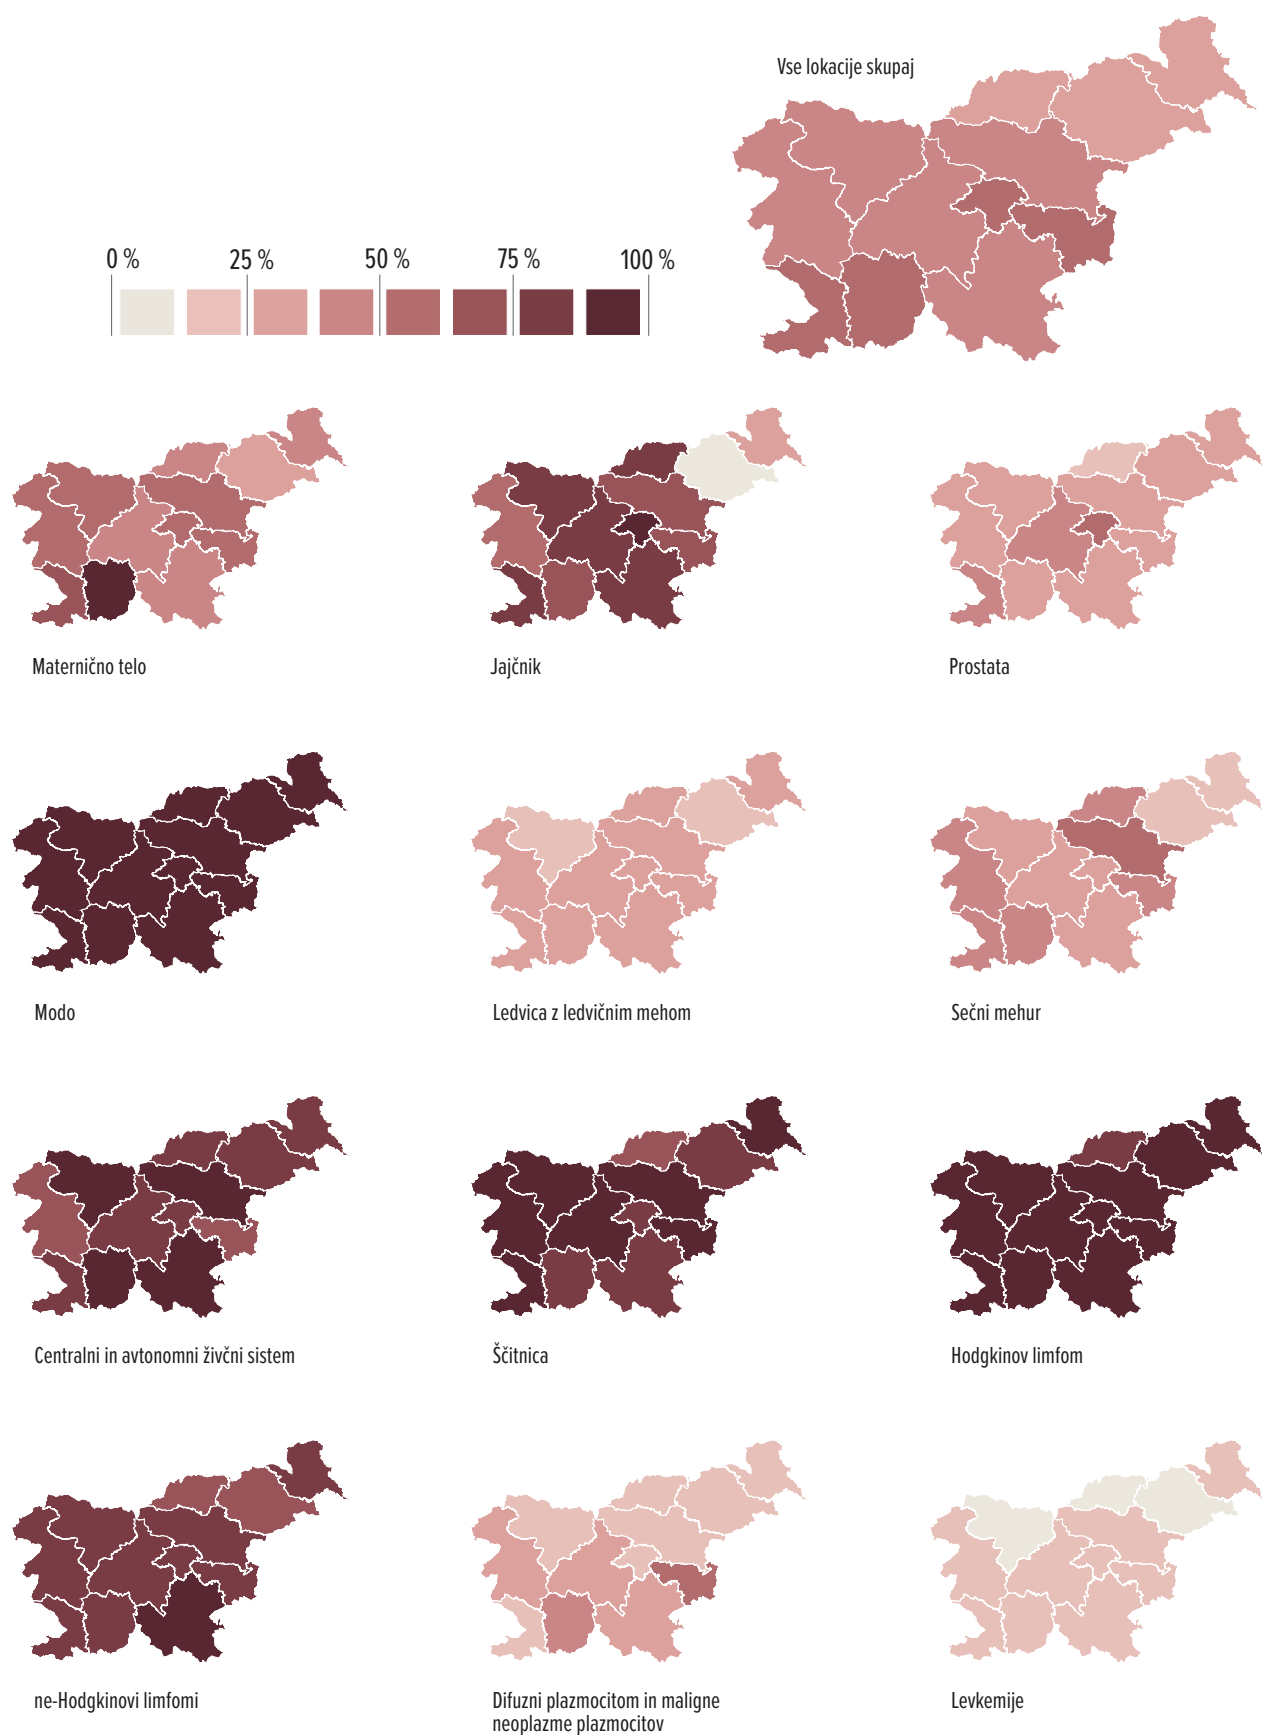 Vse lokacije skupaj
0 % 25 % 50 % 75 % 100 %
Maternično telo
Jajčnik
Prostata
Modo
Ledvica z ledvičnim mehom
Sečni mehur
Centralni in avtonomni živčni sistem
Ščitnica
Hodgkinov limfom
ne-Hodgkinovi limfomi
Difuzni plazmocitom in maligne
neoplazme plazmocitov
Levkemije